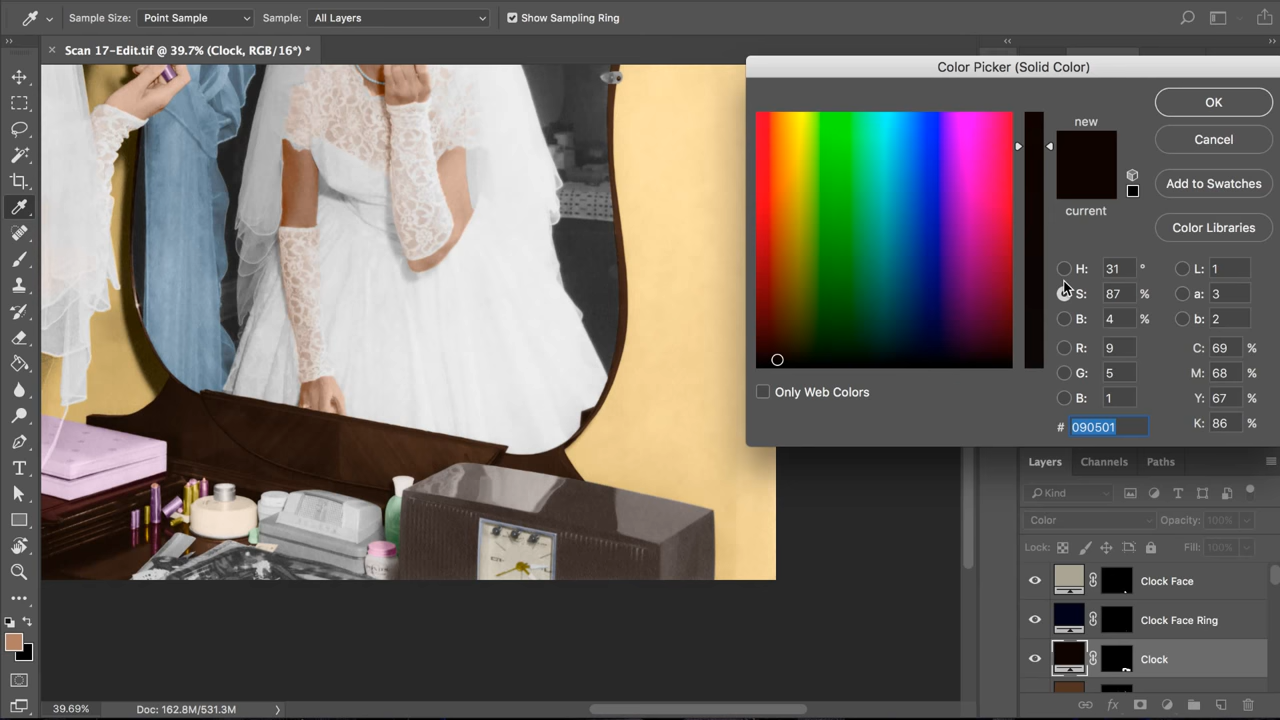 Sample Size: Point Sample Sample: All Layers Show Sampling Ring
Scan 17-Edit.tif @ 39.7% (Clock, RGB/16*) *
Color Picker (Solid Color)
OK
new
Cancel
Add to Swatches
current
Color Libraries
H: 31 ° L: 1
S: 87 % a: 3
B: 4 % b: 2
R: 9 C: 69 %
G: 5 M: 68 %
Only Web Colors
B: 1 Y: 67 %
# 090501 K: 86 %
Layers Channels Paths
Kind
Color Opacity: 100%
Lock: Fill: 100%
Clock Face
Clock Face Ring
Clock
39.69% Doc: 162.8M/531.3M